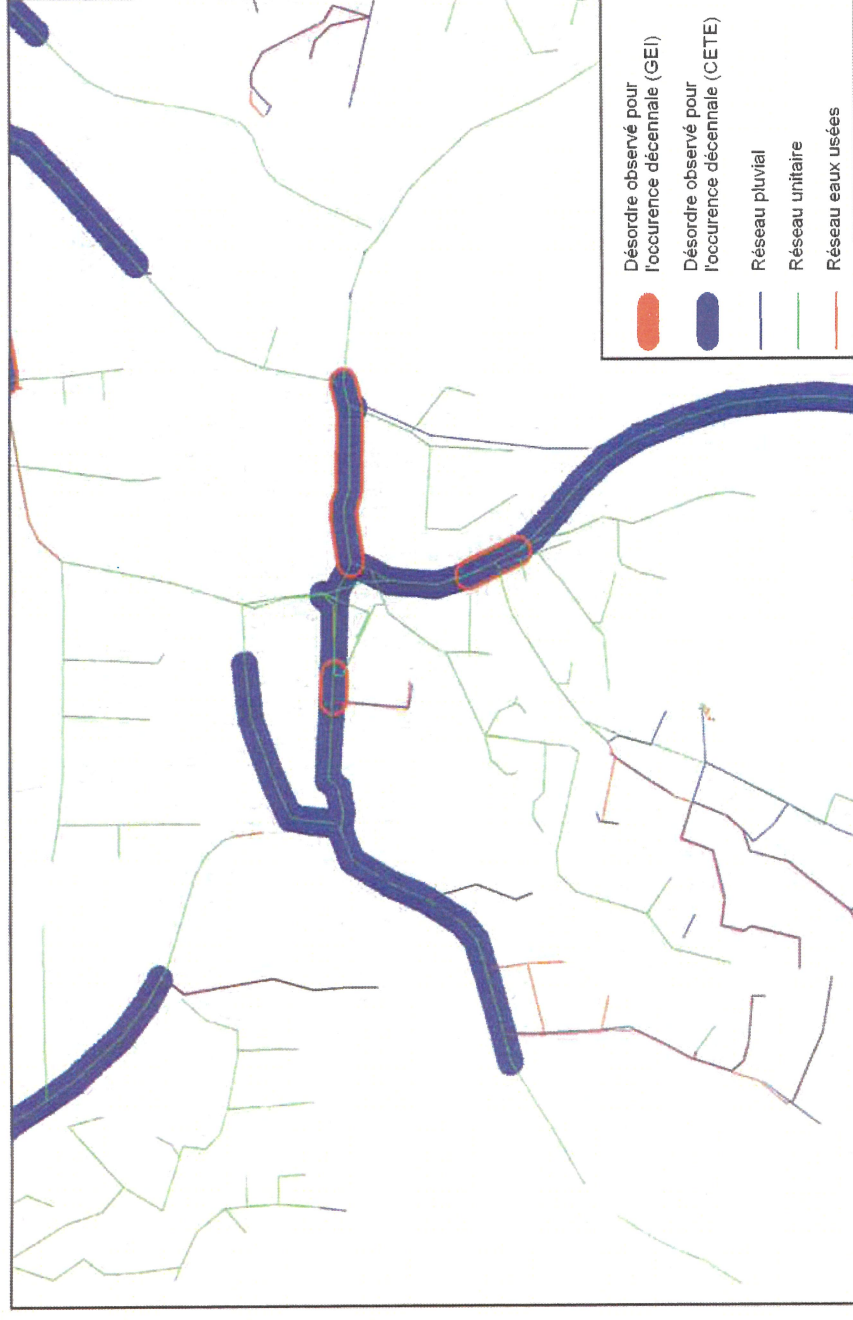 Désordre observé pour
l'occurence décennale (GEI)
Désordre observé pour
l'occurence décennale (CETE)
Réseau pluvial
Réseau unitaire
Réseau eaux usées